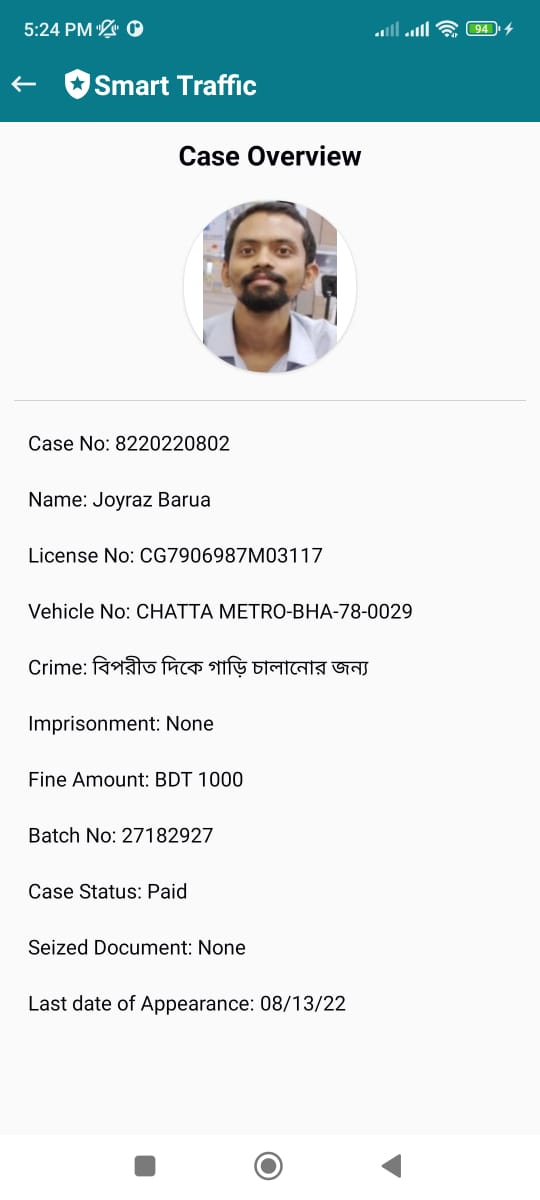 5:24 PM
94
Smart Traffic
Case Overview
Case No: 8220220802
Name: Joyraz Barua
License No: CG7906987M03117
Vehicle No: CHATTA METRO-BHA-78-0029
Crime: বিপরীত দিকে গাড়ি চালানোর জন্য
Imprisonment: None
Fine Amount: BDT 1000
Batch No: 27182927
Case Status: Paid
Seized Document: None
Last date of Appearance: 08/13/22